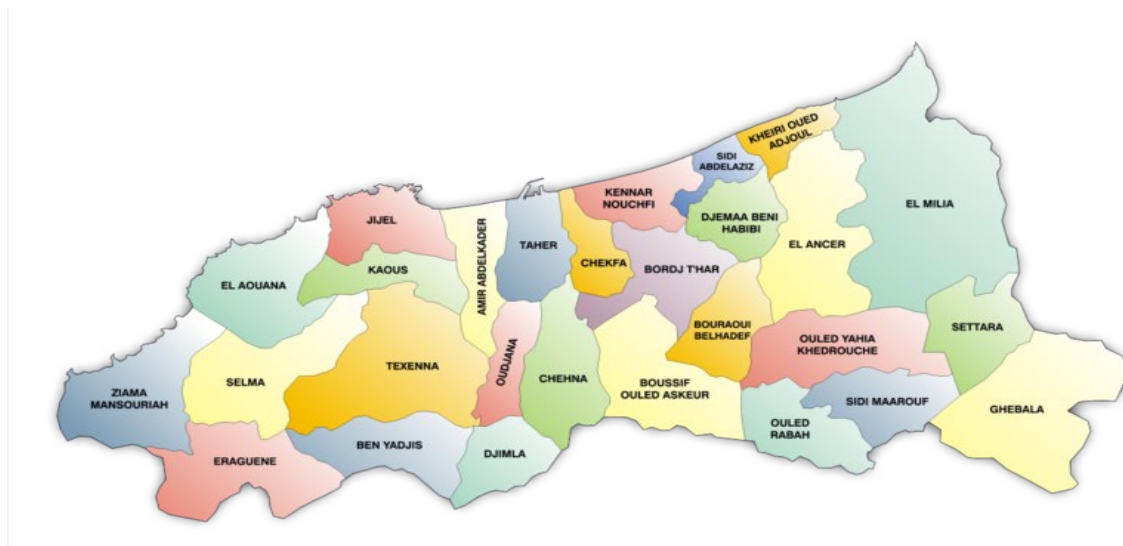 KHEIRI OUED
ADJOUL
SIDI
ABDELAZIZ
KENNAR
NOUCHFI
EL MILIA
JIJEL
DJEMAA BENI
HABIBI
AMIR ABDELKADER
TAHER
EL ANCER
CHEKFA
BORDJ T'HAR
KAOUS
EL AOUANA
SETTARA
BOURAOUI
BELHADEF
OULED YAHIA
KHEDROUCHE
TEXENNA
OUDJANA
CHEHNA
SELMA
BOUSSIF
OULED ASKEUR
ZIAMA
MANSOURIAH
SIDI MAAROUF
GHEBALA
OULED
RABAH
BEN YADJIS
DJIMLA
ERAGUENE